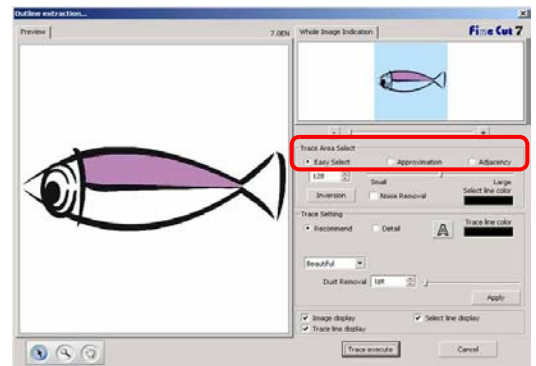 Outline extraction...
Preview
7.0EN
Whole Image Indication
Fine Cut 7
- +
Trace Area Select
Easy Select Approximation Adjacency
128
Small Large
Inversion Noise Removal Select line color
Trace Setting
Recommend Detail A Trace line color
Beautiful
Dust Removal
Apply
Image display Select line display
Trace line display
Trace execute Cancel